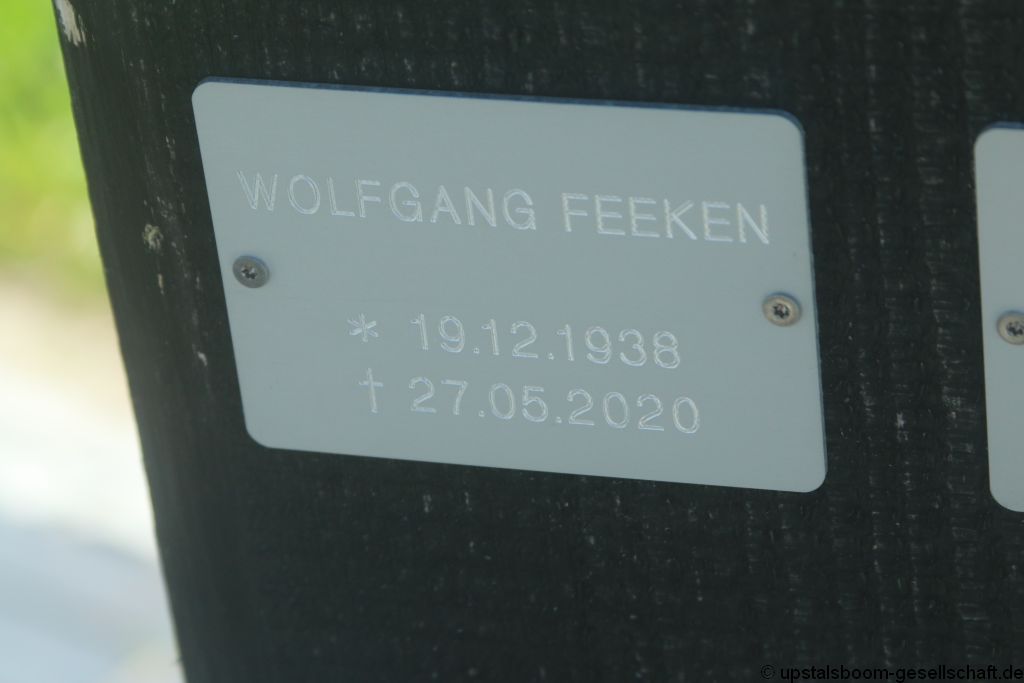 WOLFGANG FEEKEN
* 19.12.1938
† 27.05.2020
© upstalsboom-gesellschaft.de